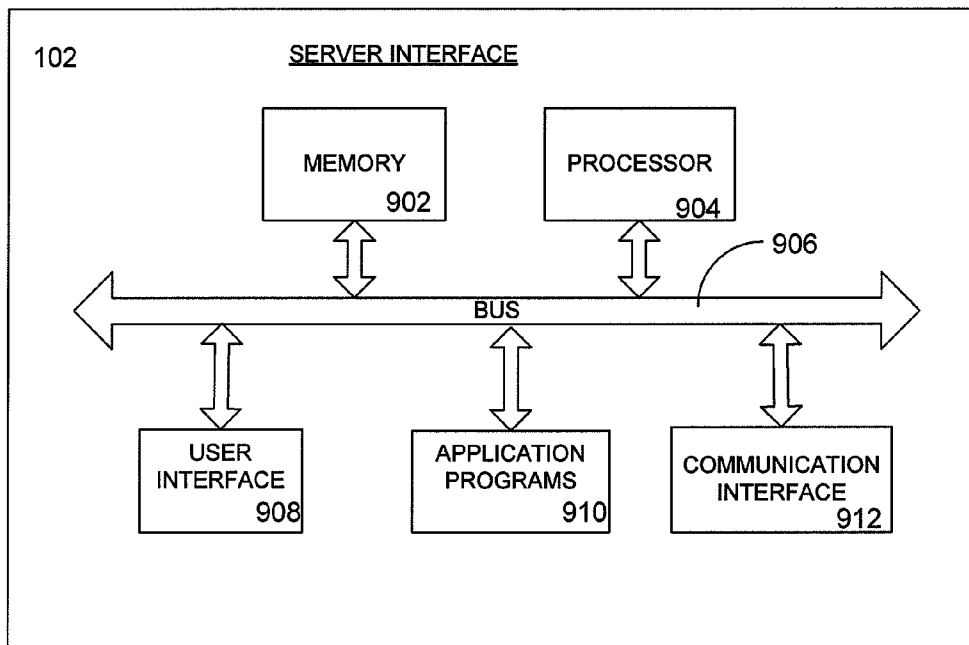 102
SERVER INTERFACE
MEMORY
902
PROCESSOR
904
906
BUS
USER
INTERFACE
908
APPLICATION
PROGRAMS
910
COMMUNICATION
INTERFACE
912